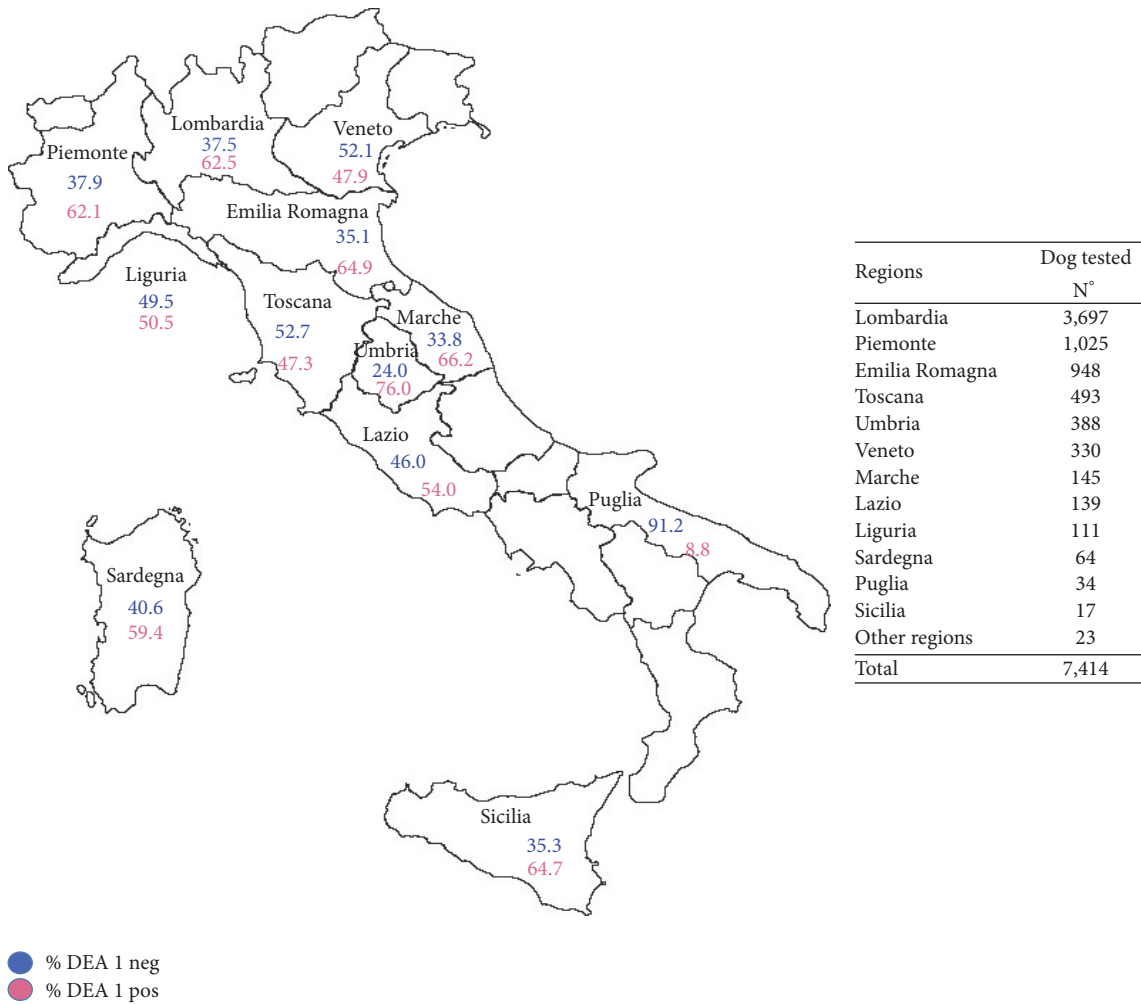 Lombardia
37.5
62.5
Veneto
52.1
47.9
Piemonte
37.9
62.1
Emilia Romagna
35.1
64.9
Liguria
49.5
50.5
Toscana
52.7
47.3
Marche
33.8
66.2
Umbria
24.0
76.0
Lazio
46.0
54.0
Puglia
91.2
8.8
Sardegna
40.6
59.4
Sicilia
35.3
64.7
% DEA 1 neg
% DEA 1 pos
Regions Dog tested N°
Lombardia 3,697
Piemonte 1,025
Emilia Romagna 948
Toscana 493
Umbria 388
Veneto 330
Marche 145
Lazio 139
Liguria 111
Sardegna 64
Puglia 34
Sicilia 17
Other regions 23
Total 7,414